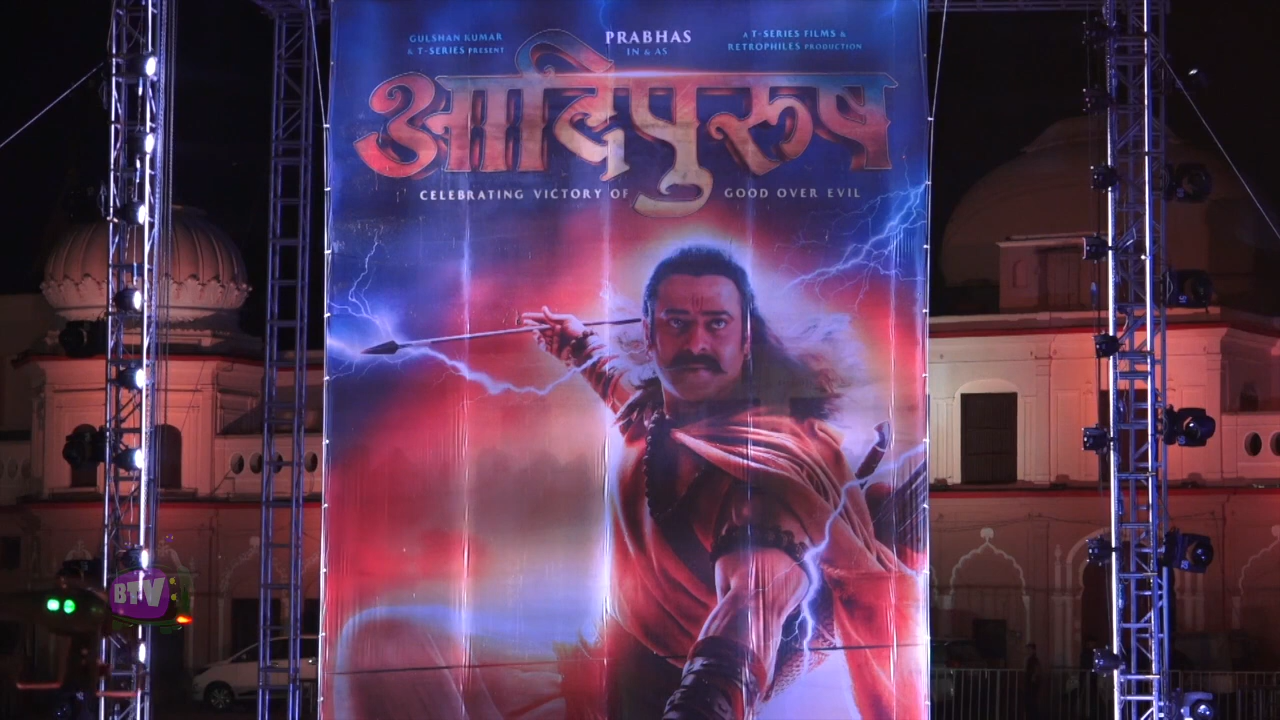 GULSHAN KUMAR
& T-SERIES PRESENT
PRABHAS
IN & AS
A T-SERIES FILMS &
RETROPHILES PRODUCTION
आदिपुरुष
CELEBRATING VICTORY OF GOOD OVER EVIL
BTV